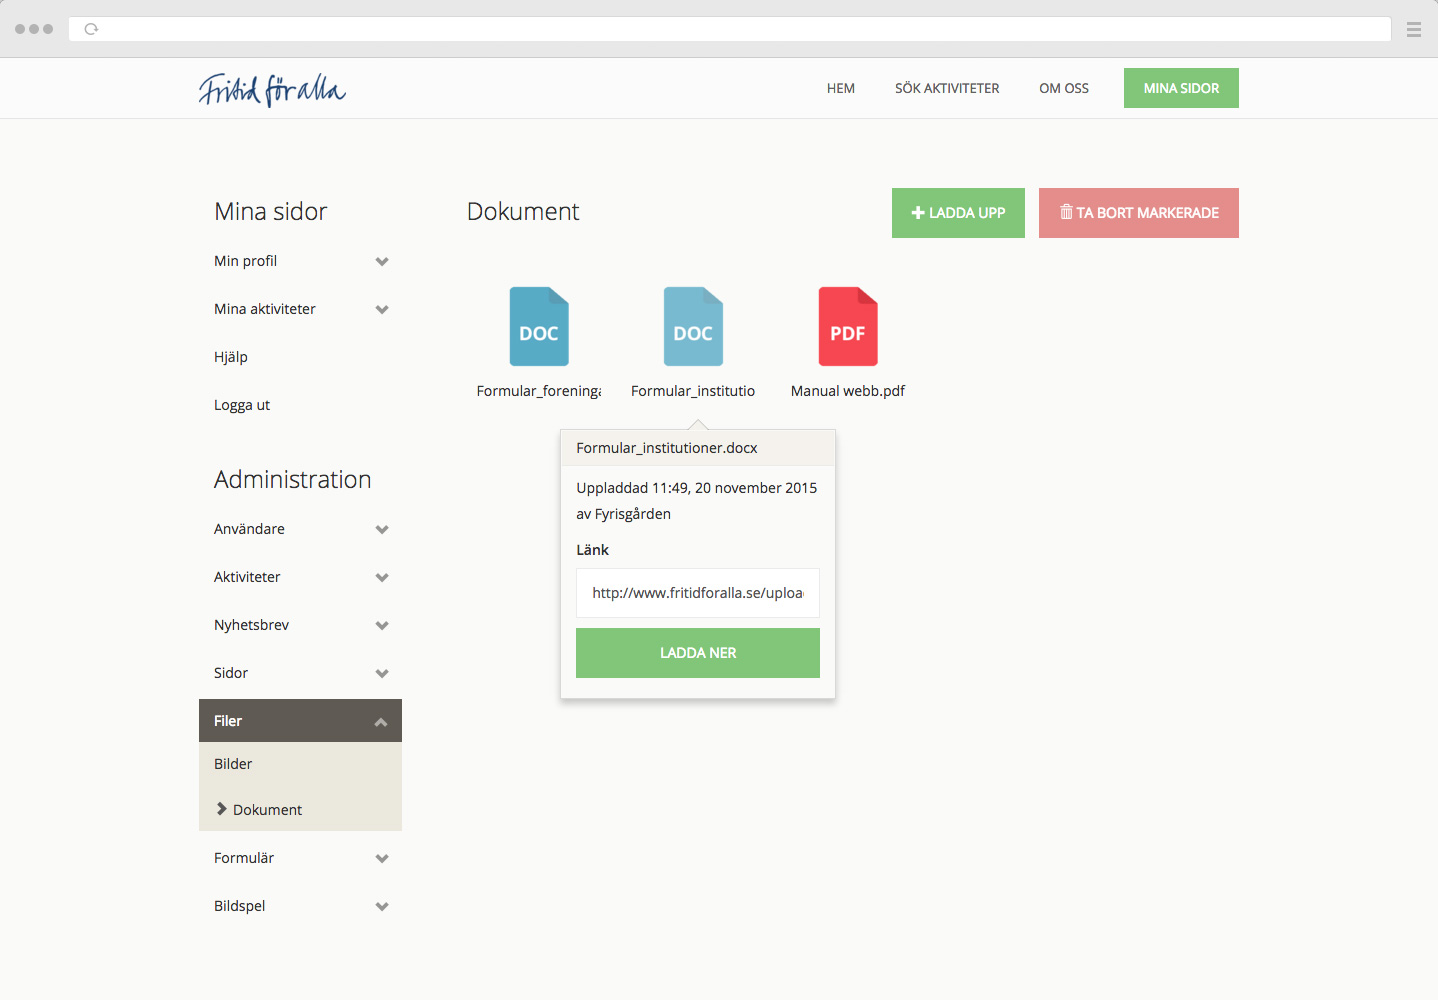 Fritid för alla
HEM
SÖK AKTIVITETER
OM OSS
MINA SIDOR
Mina sidor
Min profil
Mina aktiviteter
Hjälp
Logga ut
Administration
Användare
Aktiviteter
Nyhetsbrev
Sidor
Filer
Bilder
Dokument
Formulär
Bildspel
Dokument
LADDA UPP
TA BORT MARKERADE
DOC
Formular_foreninga
DOC
Formular_institutio
PDF
Manual webb.pdf
Formular_institutioner.docx
Uppladdad 11:49, 20 november 2015
av Fyrisgården
Länk
http://www.fritidforalla.se/uploa
LADDA NER